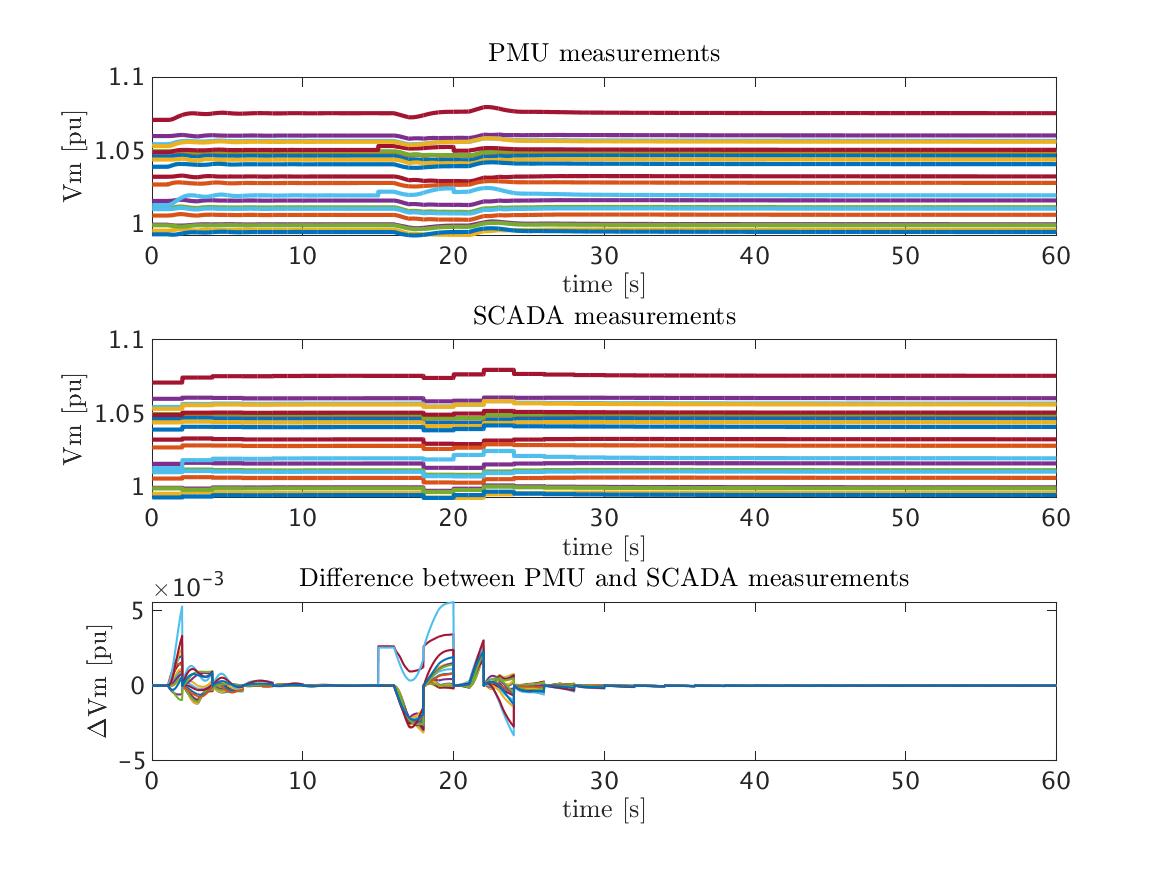 PMU measurements
1.1
1.05
1
Vm [pu]
0 10 20 30 40 50 60
time [s]
SCADA measurements
1.1
1.05
1
Vm [pu]
0 10 20 30 40 50 60
time [s]
Difference between PMU and SCADA measurements
×10⁻³
5
0
-5
ΔVm [pu]
0 10 20 30 40 50 60
time [s]